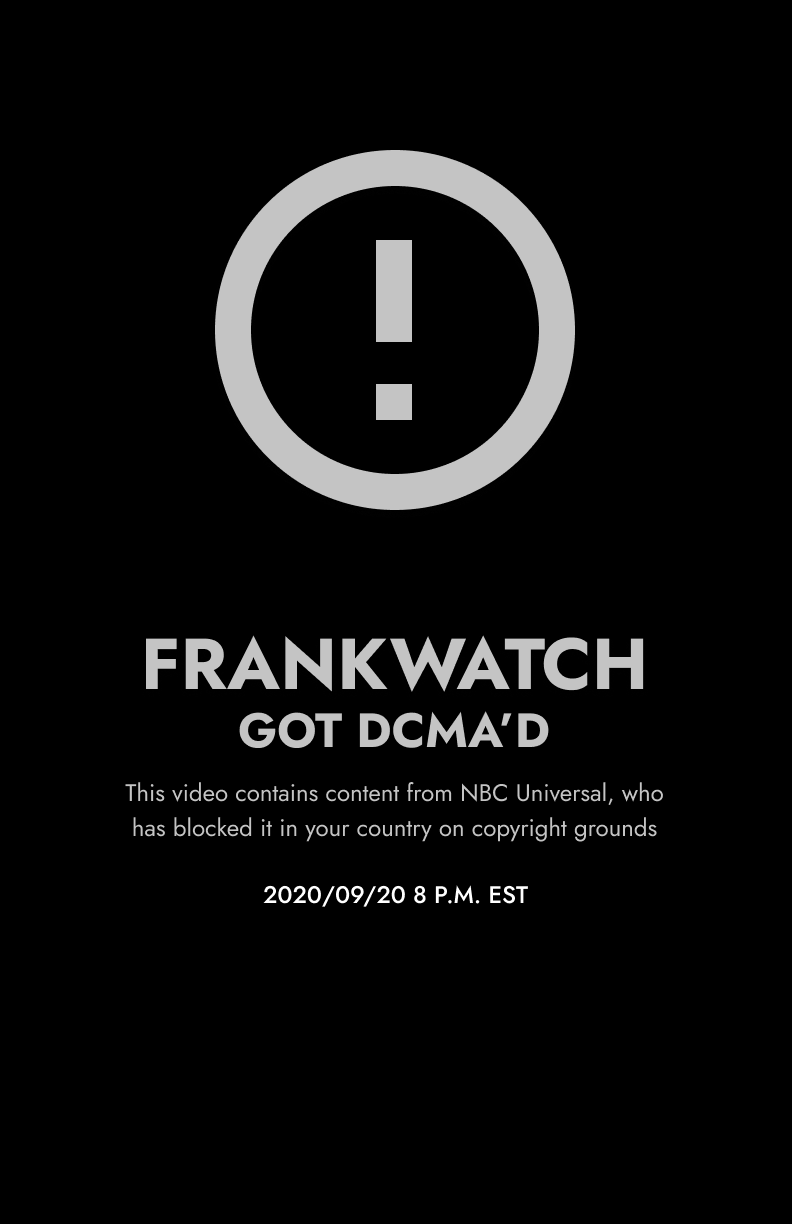 FRANKWATCH
GOT DCMA’D
This video contains content from NBC Universal, who
has blocked it in your country on copyright grounds
2020/09/20 8 P.M. EST